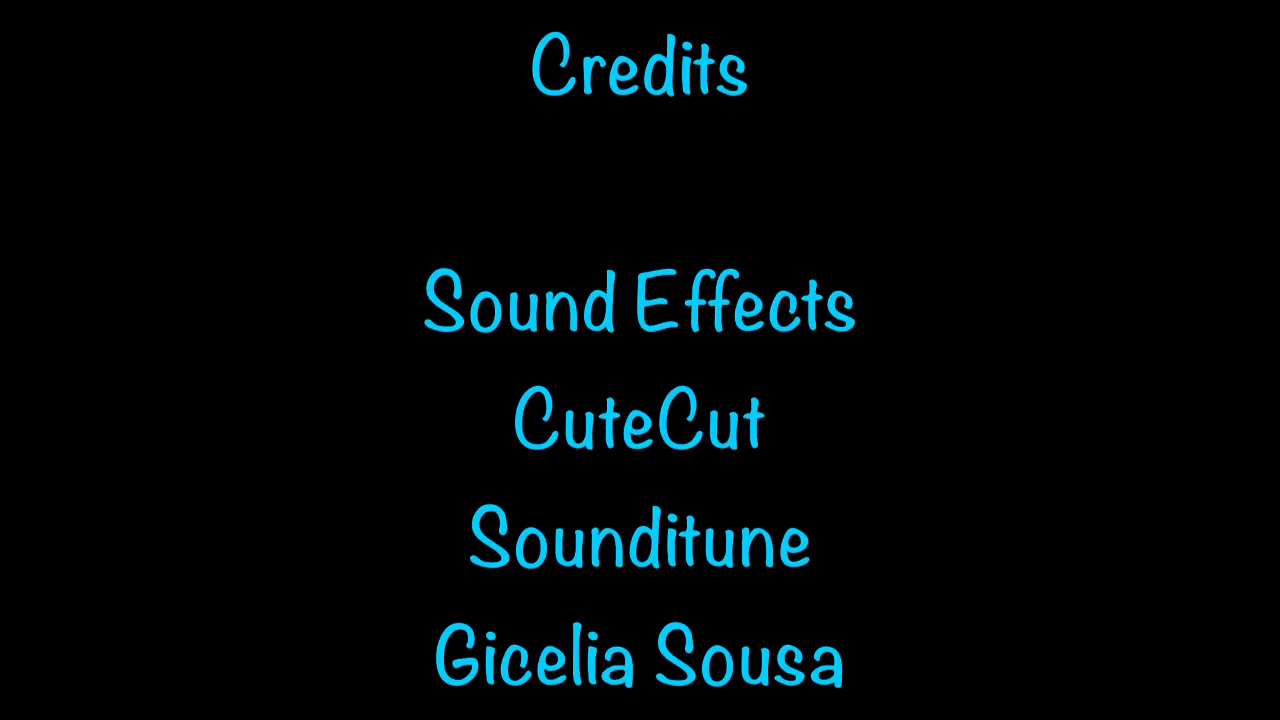 Credits
Sound Effects
CuteCut
Sounditune
Gicelia Sousa